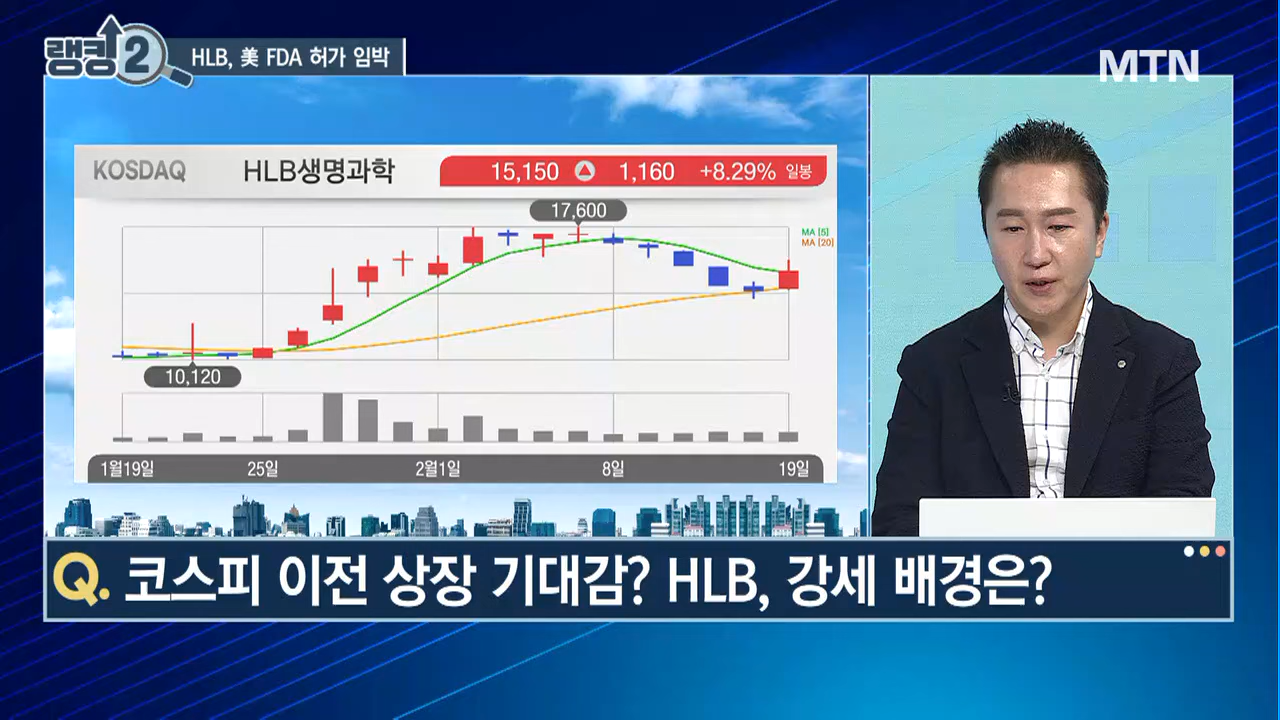 랭킹2
HLB, 美 FDA 허가 임박
MTN
KOSDAQ
HLB생명과학
15,150 ▲ 1,160 +8.29% 일봉
17,600
MA [5]
MA [20]
10,120
1월19일 25일 2월1일 8일 19일
Q. 코스피 이전 상장 기대감? HLB, 강세 배경은?